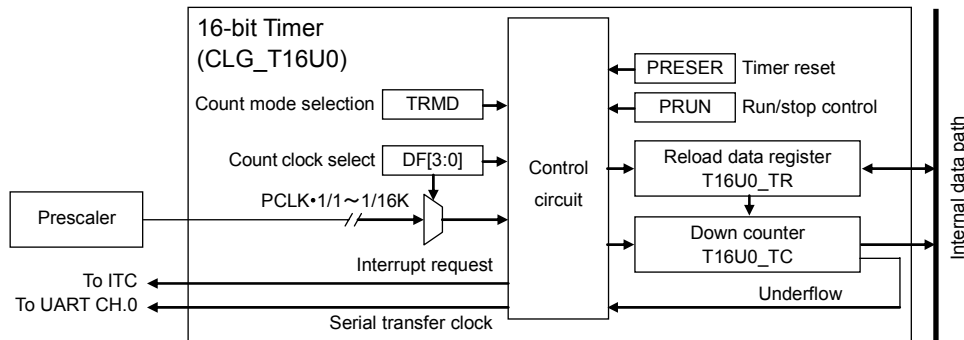 16-bit Timer
(CLG_T16U0)
Count mode selection
TRMD
Count clock select
DF[3:0]
PCLK•1/1～1/16K
Prescaler
Interrupt request
To ITC
To UART CH.0
Serial transfer clock
Control
circuit
PRESER
Timer reset
PRUN
Run/stop control
Reload data register
T16U0_TR
Down counter
T16U0_TC
Underflow
Internal data path